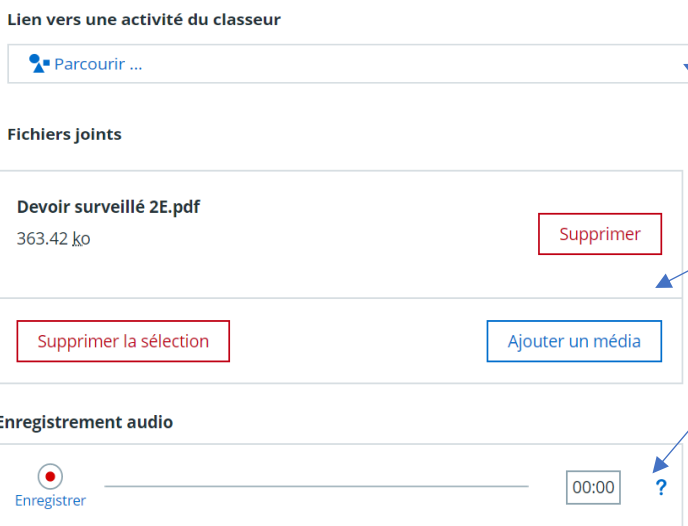 Lien vers une activité du classeur
Parcourir ...
Fichiers joints
Devoir surveillé 2E.pdf
363.42 ko
Supprimer
Supprimer la sélection
Ajouter un média
Enregistrement audio
00:00
?
Enregistrer